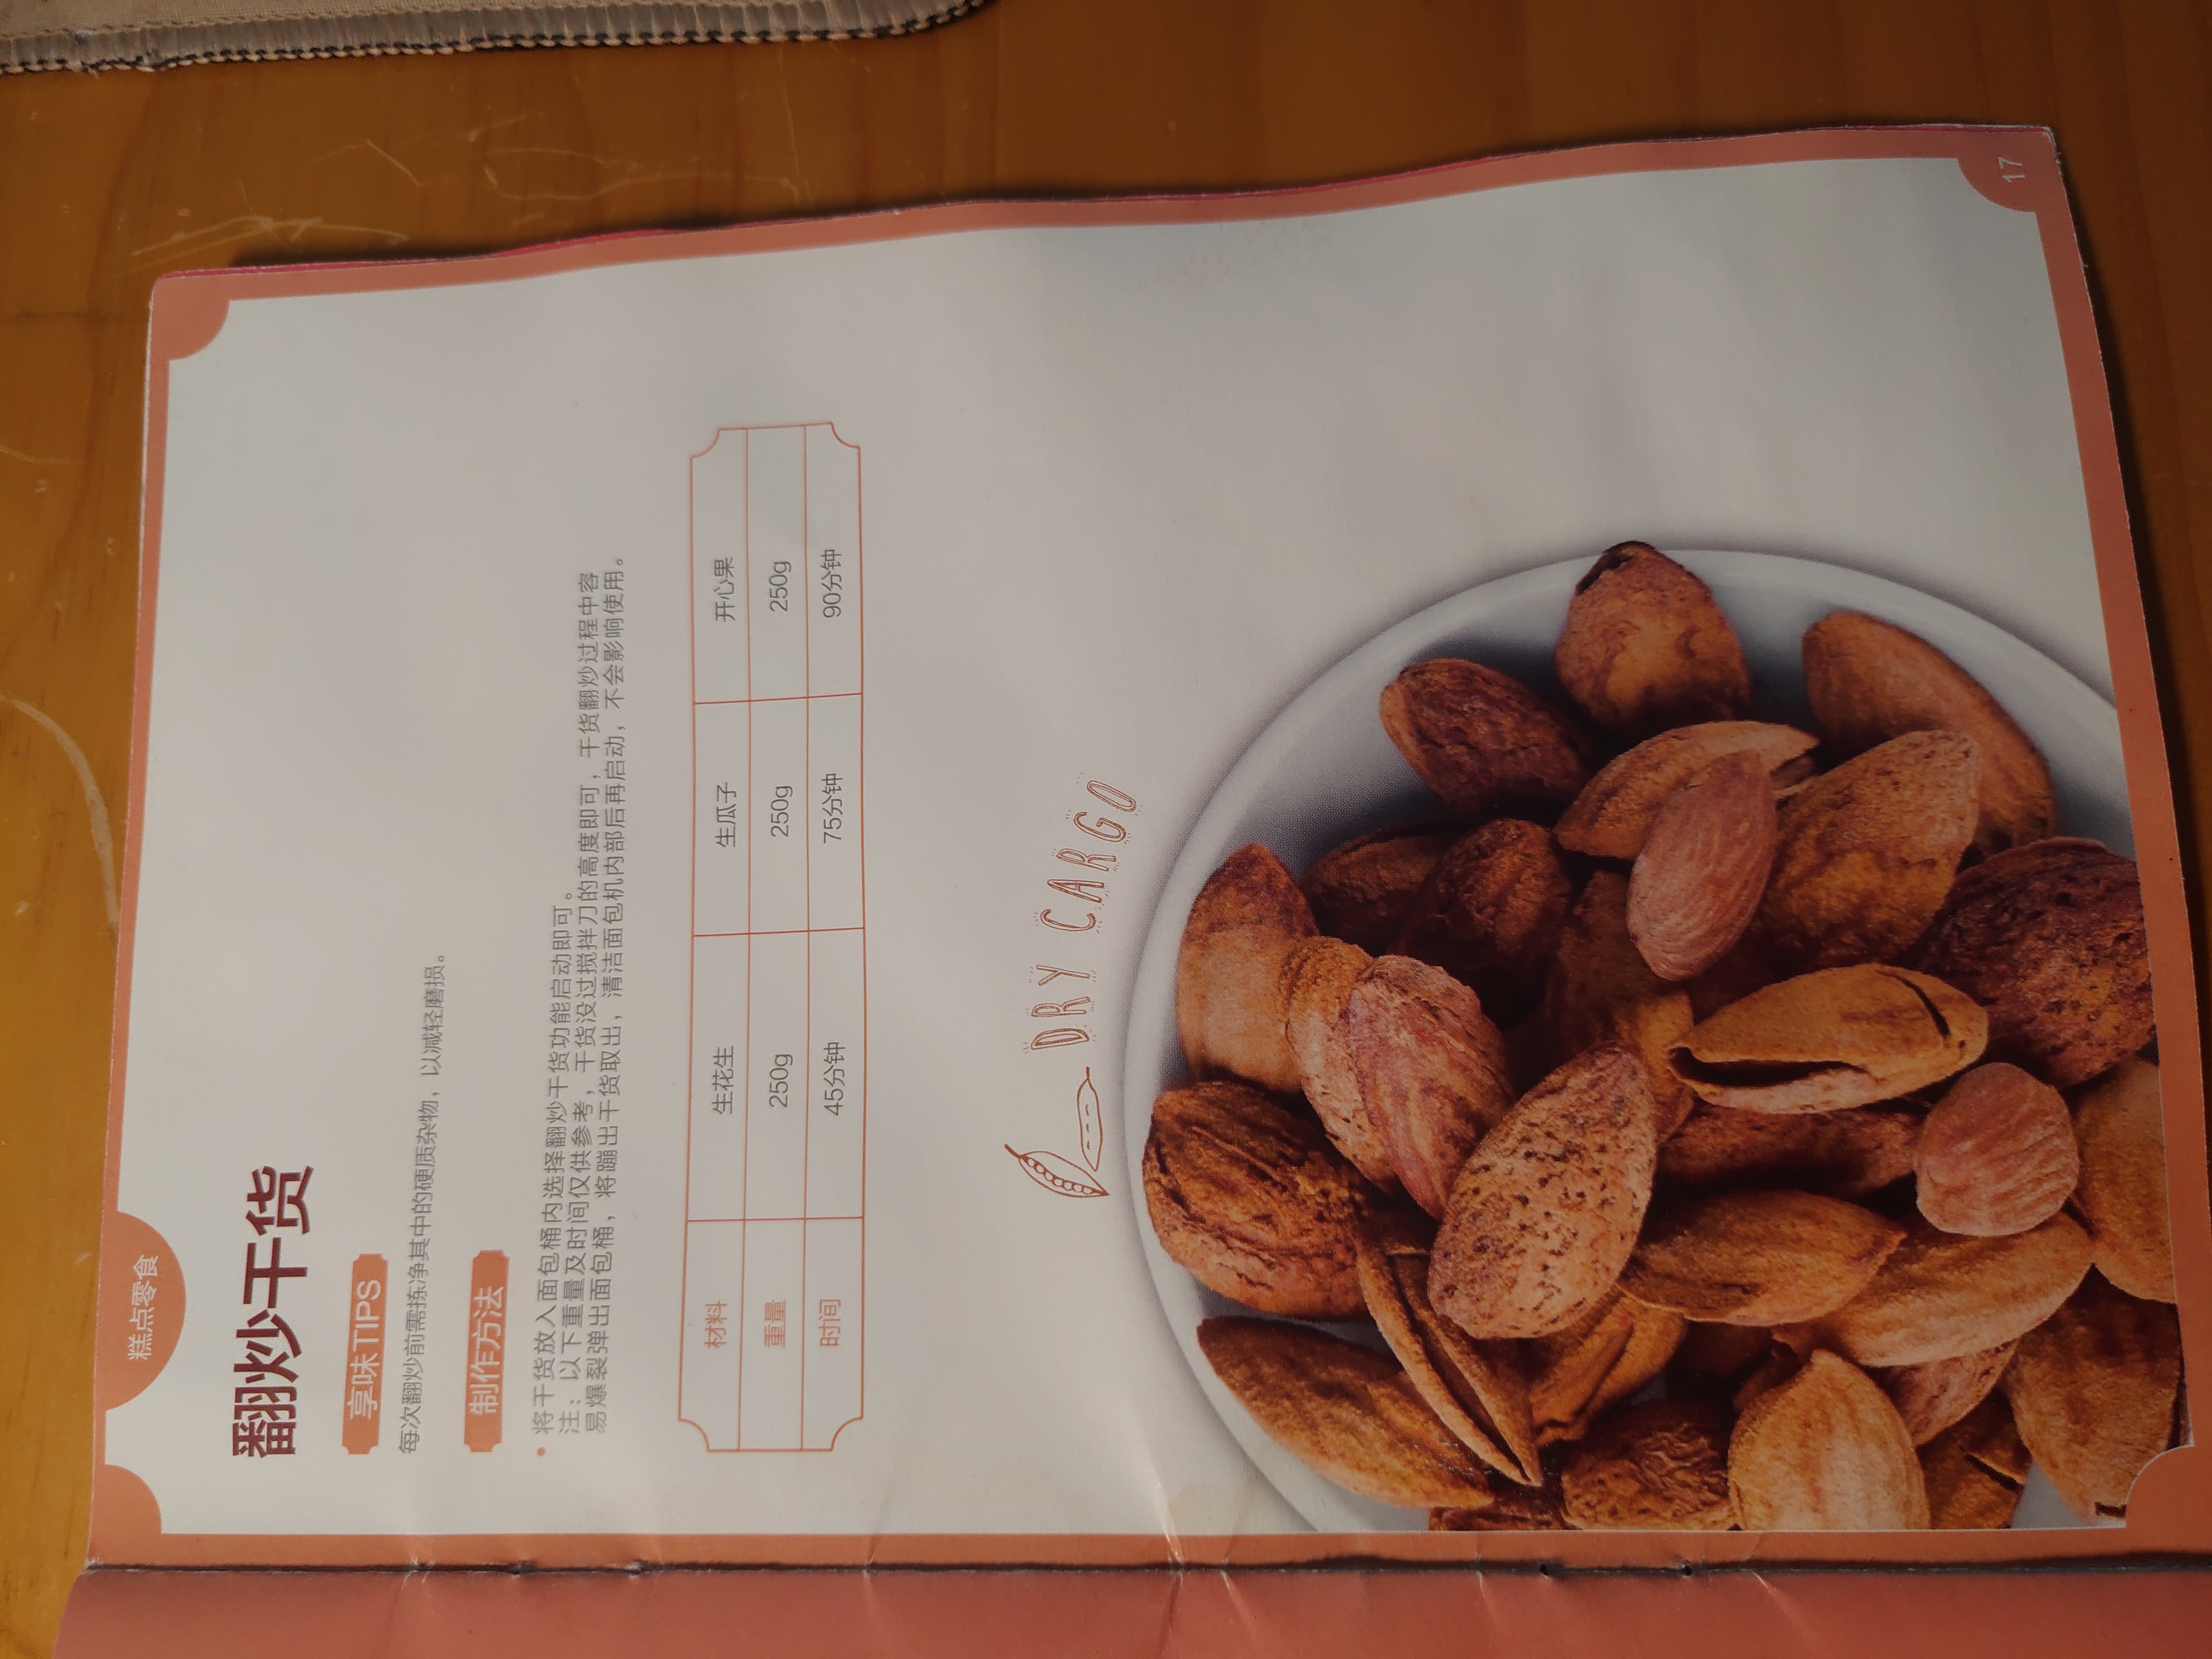 糕点零食
翻炒干货
享味TIPS
每次翻炒前需拣净其中的硬质杂物，以减轻磨损。
制作方法
• 将干货放入面包桶内选择翻炒干货功能启动即可。
注：以下重量及时间仅供参考，干货没过搅拌刀的高度即可，干货翻炒过程中容
易爆裂弹出面包桶，将蹦出干货取出，清洁面包机内部后再启动，不会影响使用。
材料 生花生 生瓜子 开心果
重量 250g 250g 250g
时间 45分钟 75分钟 90分钟
DRY CARGO
17